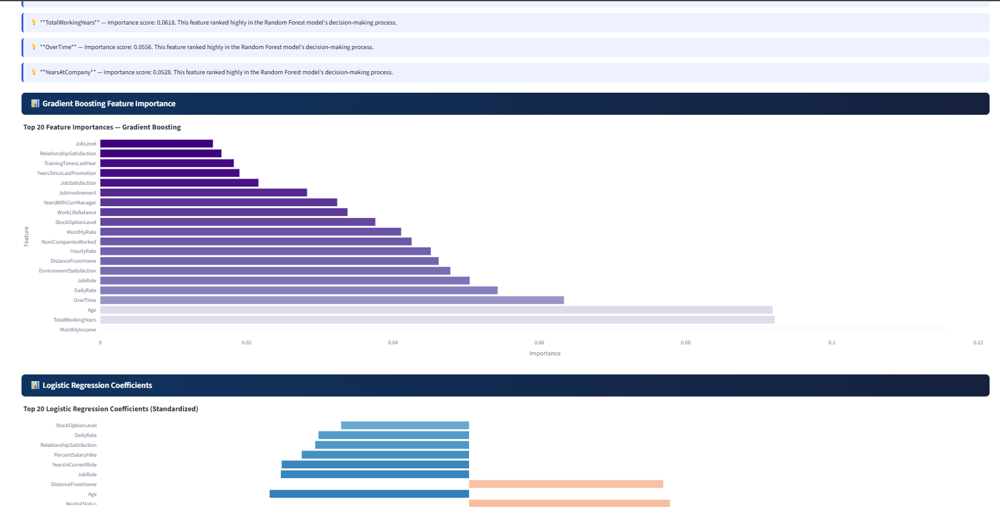 💡 **TotalWorkingYears** — Importance score: 0.0618. This feature ranked highly in the Random Forest model's decision-making process.
💡 **OverTime** — Importance score: 0.0556. This feature ranked highly in the Random Forest model's decision-making process.
💡 **YearsAtCompany** — Importance score: 0.0528. This feature ranked highly in the Random Forest model's decision-making process.
📊 Gradient Boosting Feature Importance
Top 20 Feature Importances — Gradient Boosting
Feature
JobLevel
RelationshipSatisfaction
TrainingTimesLastYear
YearsSinceLastPromotion
JobSatisfaction
JobInvolvement
YearsWithCurrManager
WorkLifeBalance
StockOptionLevel
MonthlyRate
NumCompaniesWorked
HourlyRate
DistanceFromHome
EnvironmentSatisfaction
JobRole
DailyRate
OverTime
Age
TotalWorkingYears
MonthlyIncome
0 0.02 0.04 0.06 0.08 0.1 0.12
Importance
📊 Logistic Regression Coefficients
Top 20 Logistic Regression Coefficients (Standardized)
StockOptionLevel
DailyRate
RelationshipSatisfaction
PercentSalaryHike
YearsInCurrentRole
JobRole
DistanceFromHome
Age
MaritalStatus